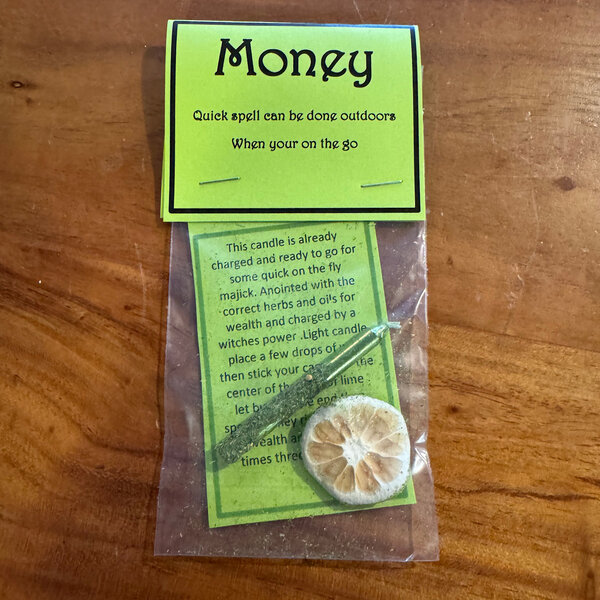 Money
Quick spell can be done outdoors
When your on the go
This candle is already
charged and ready to go for
some quick on the fly
majick. Anointed with the
correct herbs and oils for
wealth and charged by a
witches power .Light candle
place a few drops of
then stick your the
center of the lime
let
times